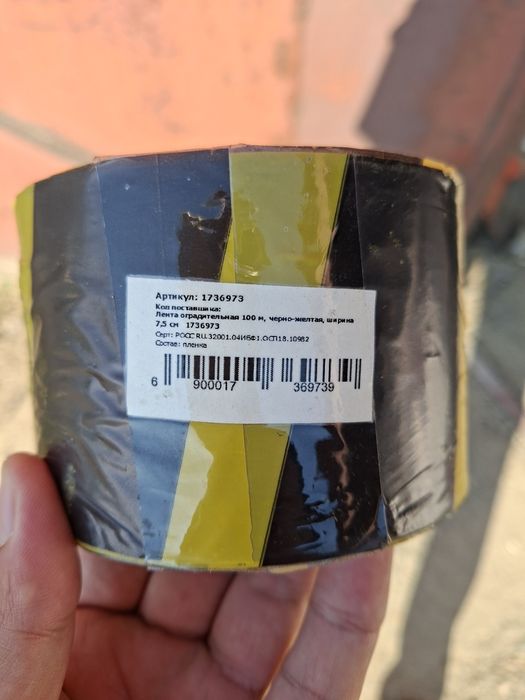 Артикул: 1736973
Код поставшика:
Лента оградительная 100 м, черно-желтая, ширина
7,5 см 1736973
Серт: РОСС RU.32001.04ИБФ1.ОСП18.10982
Состав: пленка
6 900017 369739